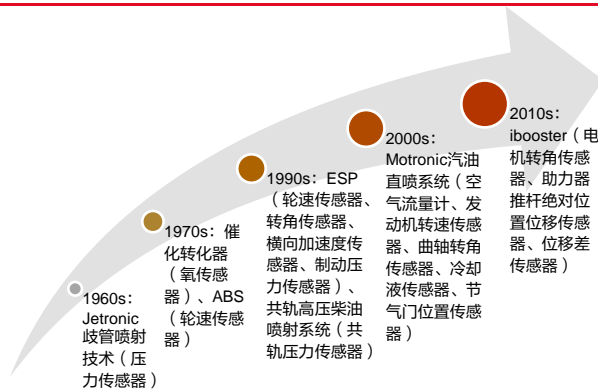 1960s：
Jetronic
歧管喷射
技术（压
力传感器）
1970s：催
化转化器
（氧传感
器）、ABS
（轮速传感
器）
1990s：ESP
（轮速传感器、
转角传感器、
横向加速度传
感器、制动压
力传感器）、
共轨高压柴油
喷射系统（共
轨压力传感器）
2000s：
Motronic汽油
直喷系统（空
气流量计、发
动机转速传感
器、曲轴转角
传感器、冷却
液传感器、节
气门位置传感
器）
2010s：
ibooster（电
机转角传感
器、助力器
推杆绝对位
置位移传感
器、位移差
传感器）